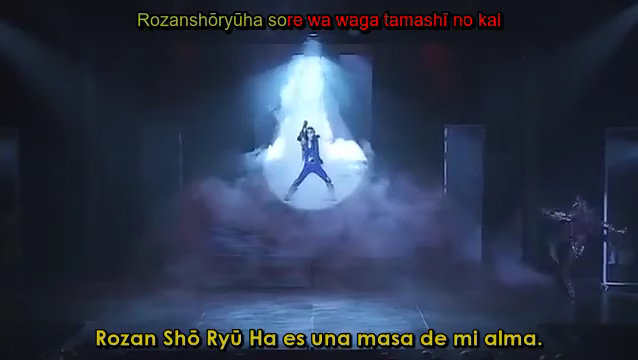 Rozanshōryūha sore wa waga tamashī no kai
Rozan Shō Ryū Ha es una masa de mi alma.